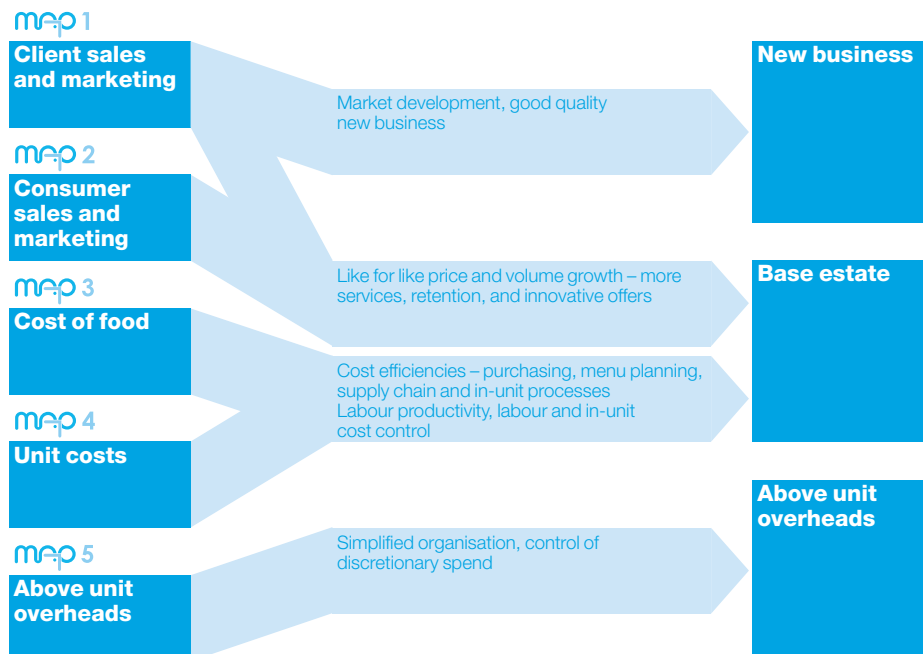 map 1
Client sales
and marketing
map 2
Consumer
sales and
marketing
map 3
Cost of food
map 4
Unit costs
map 5
Above unit
overheads
Market development, good quality
new business
Like for like price and volume growth – more
services, retention, and innovative offers
Cost efficiencies – purchasing, menu planning,
supply chain and in-unit processes
Labour productivity, labour and in-unit
cost control
Simplified organisation, control of
discretionary spend
New business
Base estate
Above unit
overheads